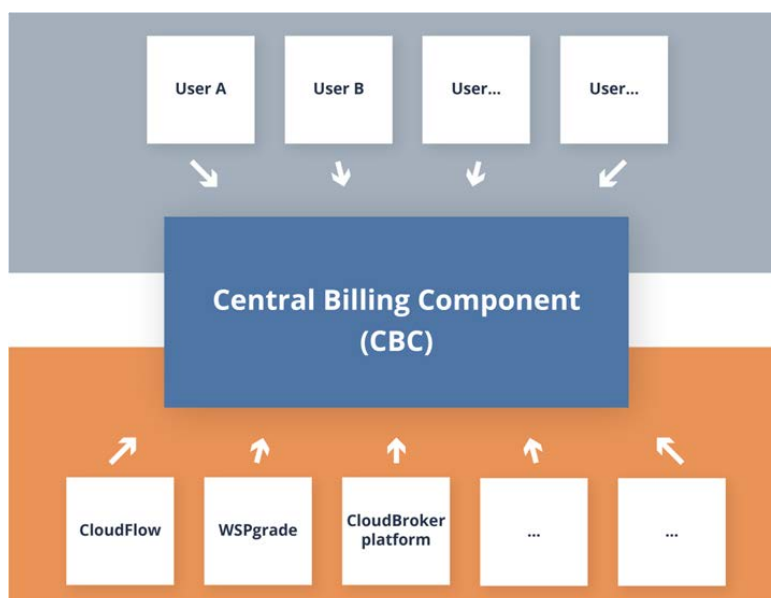 User A
User B
User...
User...
Central Billing Component
(CBC)
CloudFlow
WSPgrade
CloudBroker
platform
...
...